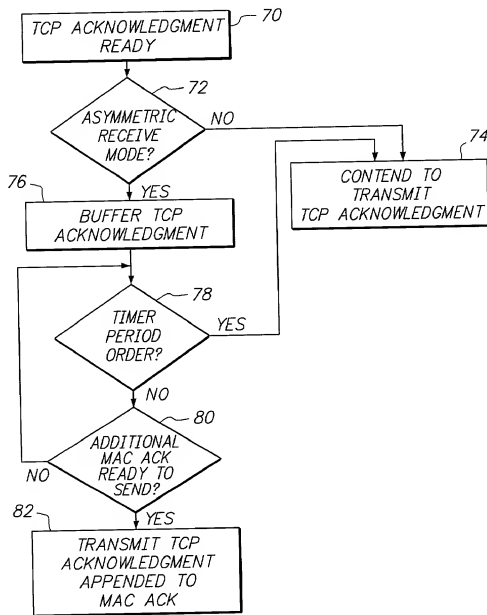 TCP ACKNOWLEDGMENT
READY
70
72
ASYMMETRIC
RECEIVE
MODE?
NO
YES
74
CONTEND TO
TRANSMIT
TCP ACKNOWLEDGMENT
76
BUFFER TCP
ACKNOWLEDGMENT
78
TIMER
PERIOD
ORDER?
YES
NO
80
ADDITIONAL
MAC ACK
READY TO
SEND?
NO
YES
82
TRANSMIT TCP
ACKNOWLEDGMENT
APPENDED TO
MAC ACK